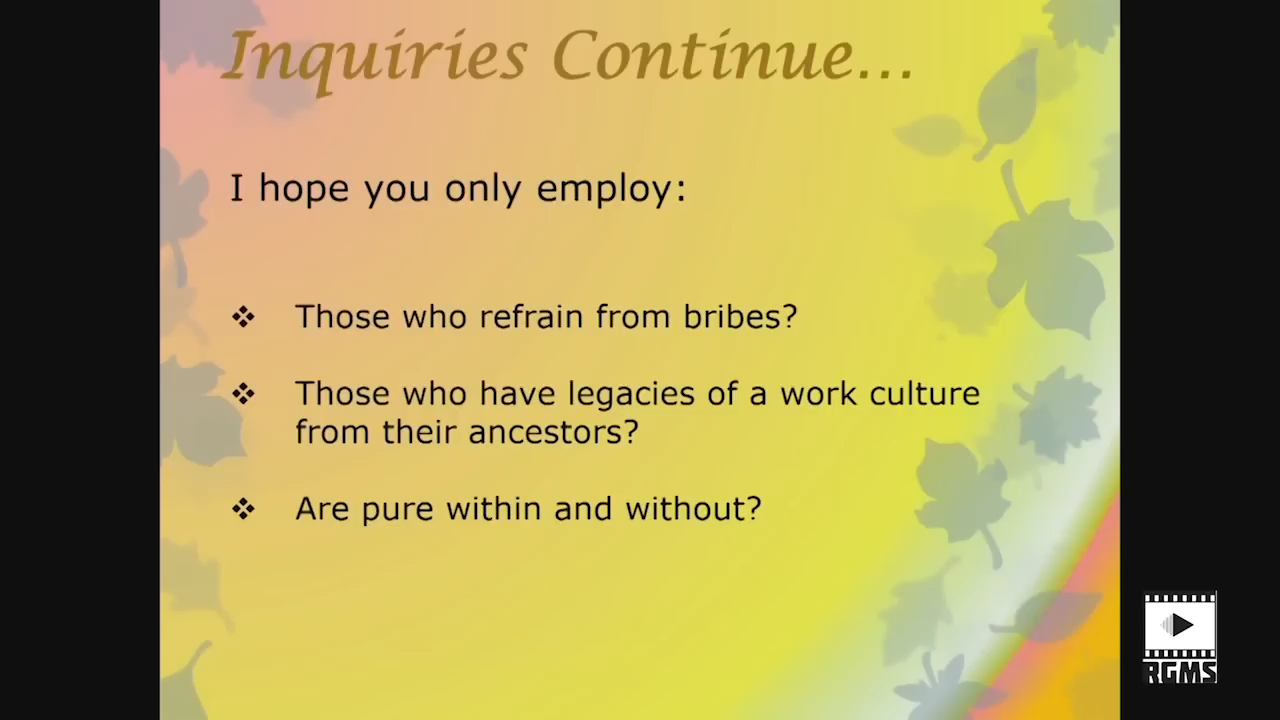 Inquiries Continue...
I hope you only employ:
❖ Those who refrain from bribes?
❖ Those who have legacies of a work culture
from their ancestors?
❖ Are pure within and without?
RGMS